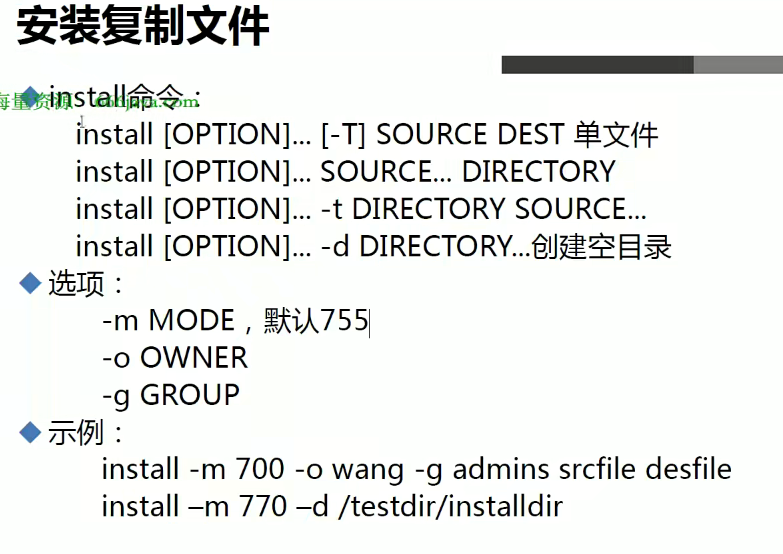 安装复制文件
install命令：
海量资源 666java.com
install [OPTION]... [-T] SOURCE DEST 单文件
install [OPTION]... SOURCE... DIRECTORY
install [OPTION]... -t DIRECTORY SOURCE...
install [OPTION]... -d DIRECTORY...创建空目录
选项：
-m MODE，默认755
-o OWNER
-g GROUP
示例：
install -m 700 -o wang -g admins srcfile desfile
install –m 770 –d /testdir/installdir